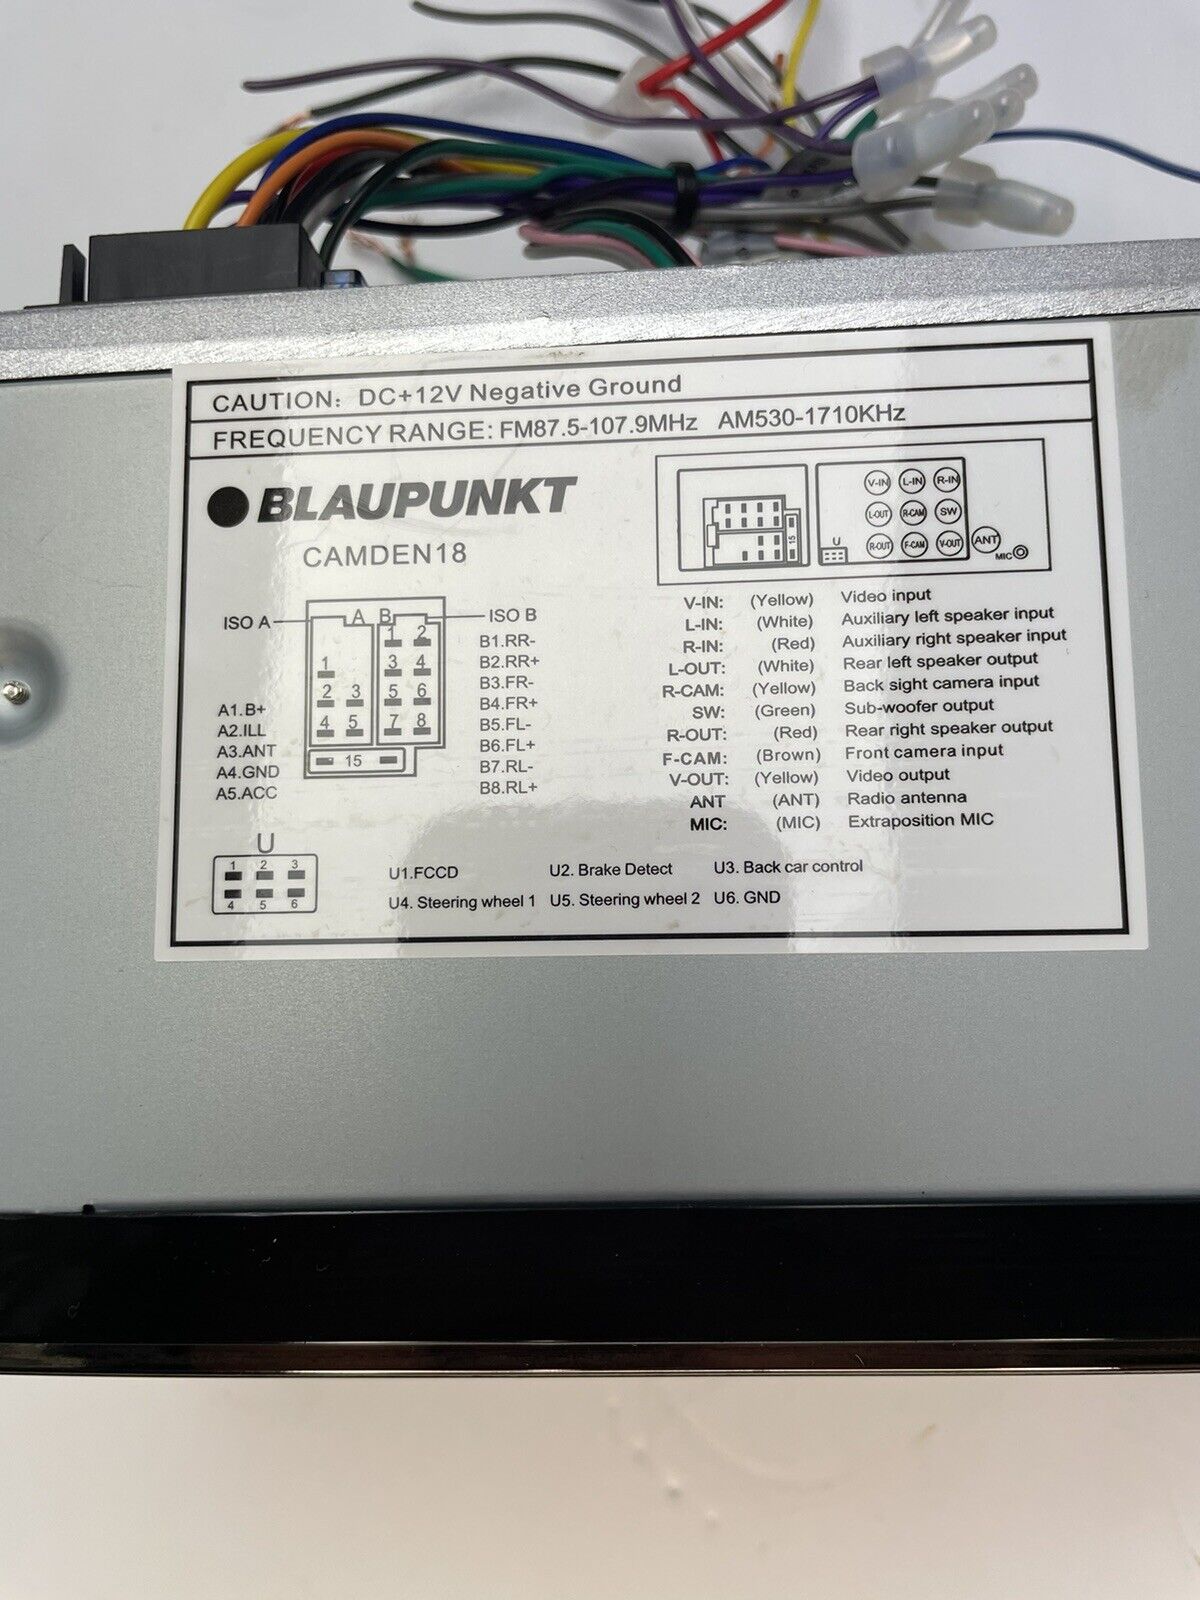 CAUTION: DC+12V Negative Ground
FREQUENCY RANGE: FM87.5-107.9MHz AM530-1710KHz
BLAUPUNKT
CAMDEN18
V-IN L-IN R-IN
L-OUT R-CAM SW
R-OUT F-CAM V-OUT ANT
U
MIC
15
ISO A
A B
ISO B
1 2
1 3 4
2 3 5 6
4 5 7 8
15
A1.B+
A2.ILL
A3.ANT
A4.GND
A5.ACC
B1.RR-
B2.RR+
B3.FR-
B4.FR+
B5.FL-
B6.FL+
B7.RL-
B8.RL+
V-IN: (Yellow) Video input
L-IN: (White) Auxiliary left speaker input
R-IN: (Red) Auxiliary right speaker input
L-OUT: (White) Rear left speaker output
R-CAM: (Yellow) Back sight camera input
SW: (Green) Sub-woofer output
R-OUT: (Red) Rear right speaker output
F-CAM: (Brown) Front camera input
V-OUT: (Yellow) Video output
ANT (ANT) Radio antenna
MIC: (MIC) Extraposition MIC
U
1 2 3
4 5 6
U1.FCCD U2. Brake Detect U3. Back car control
U4. Steering wheel 1 U5. Steering wheel 2 U6. GND